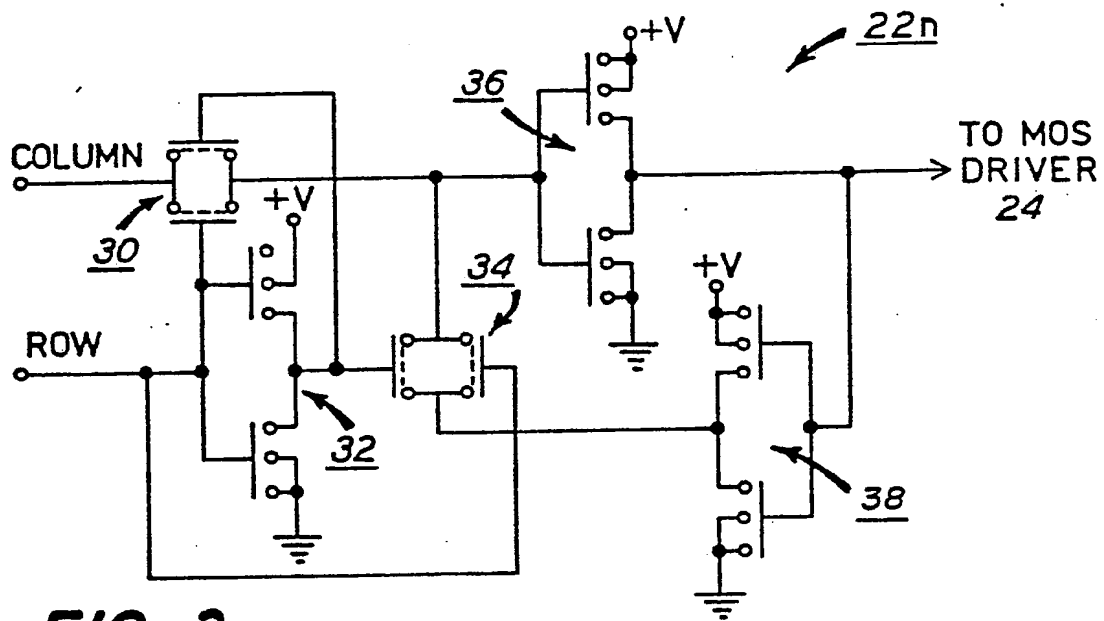 +V
22n
36
COLUMN
TO MOS
DRIVER
24
+V
30
34
+V
ROW
32
38